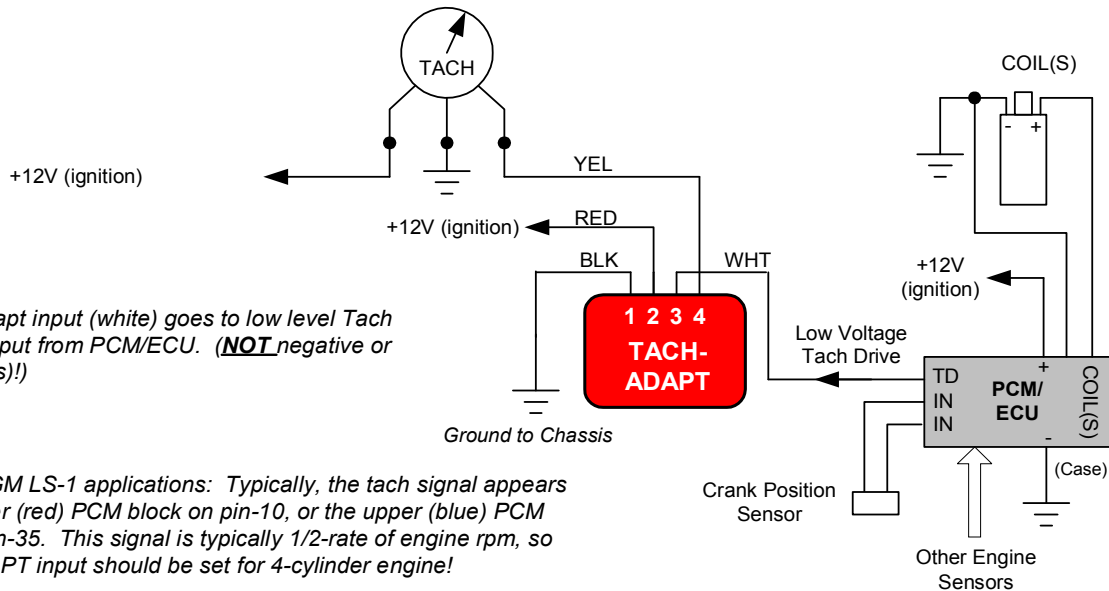 TACH
COIL(S)
- +
+12V (ignition)
YEL
+12V (ignition)
RED
BLK
WHT
+12V
(ignition)
1 2 3 4
TACH-
ADAPT
Low Voltage
Tach Drive
apt input (white) goes to low level Tach
put from PCM/ECU. (NOT negative or
s)!)
Ground to Chassis
TD
IN
IN
+
PCM/
ECU
-
COIL(S)
(Case)
Crank Position
Sensor
Other Engine
Sensors
GM LS-1 applications: Typically, the tach signal appears
r (red) PCM block on pin-10, or the upper (blue) PCM
n-35. This signal is typically 1/2-rate of engine rpm, so
PT input should be set for 4-cylinder engine!